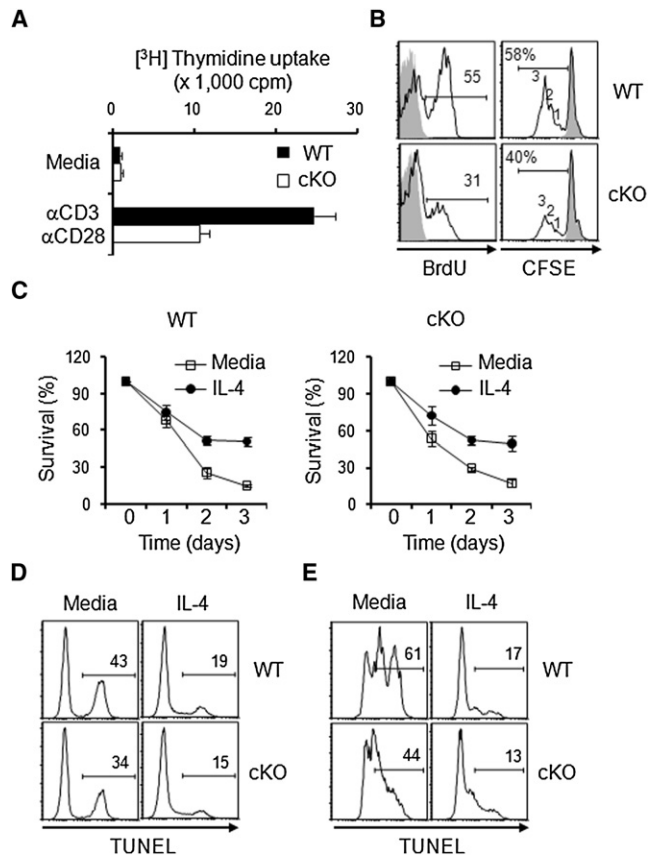 A
[³H] Thymidine uptake
(x 1,000 cpm)
0 10 20 30
Media
αCD3
αCD28
WT
cKO
B
55
58%
3
2
1
WT
31
40%
3
2
1
cKO
BrdU
CFSE
C
WT
Survival (%)
120
90
60
30
0
Media
IL-4
0 1 2 3
Time (days)
cKO
Survival (%)
120
90
60
30
0
Media
IL-4
0 1 2 3
Time (days)
D
Media
IL-4
43
19
WT
34
15
cKO
TUNEL
E
Media
IL-4
61
17
WT
44
13
cKO
TUNEL